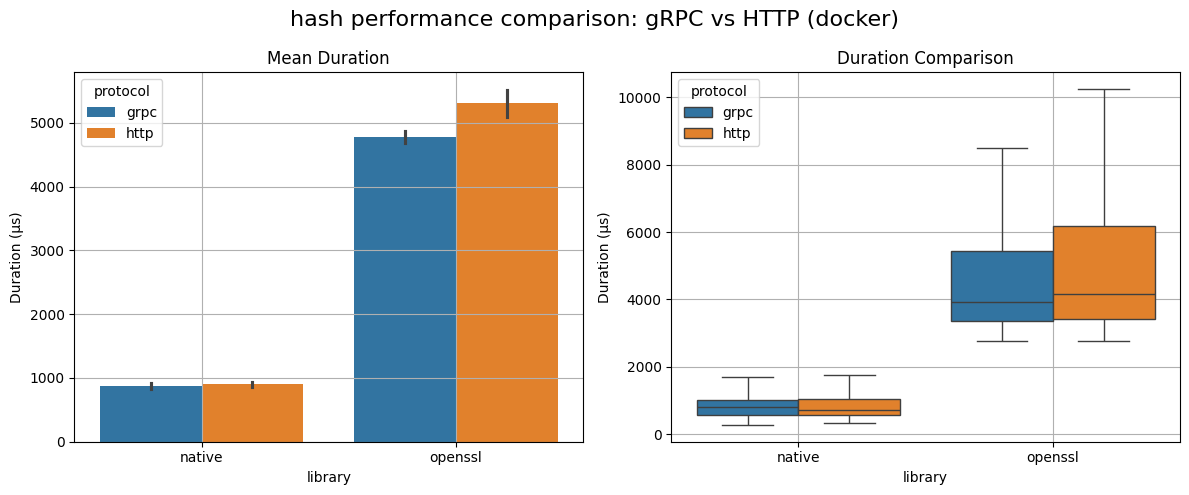 hash performance comparison: gRPC vs HTTP (docker)
Mean Duration
protocol
grpc
http
Duration (µs)
5000
4000
3000
2000
1000
0
native
openssl
library
Duration Comparison
protocol
grpc
http
Duration (µs)
10000
8000
6000
4000
2000
0
native
openssl
library